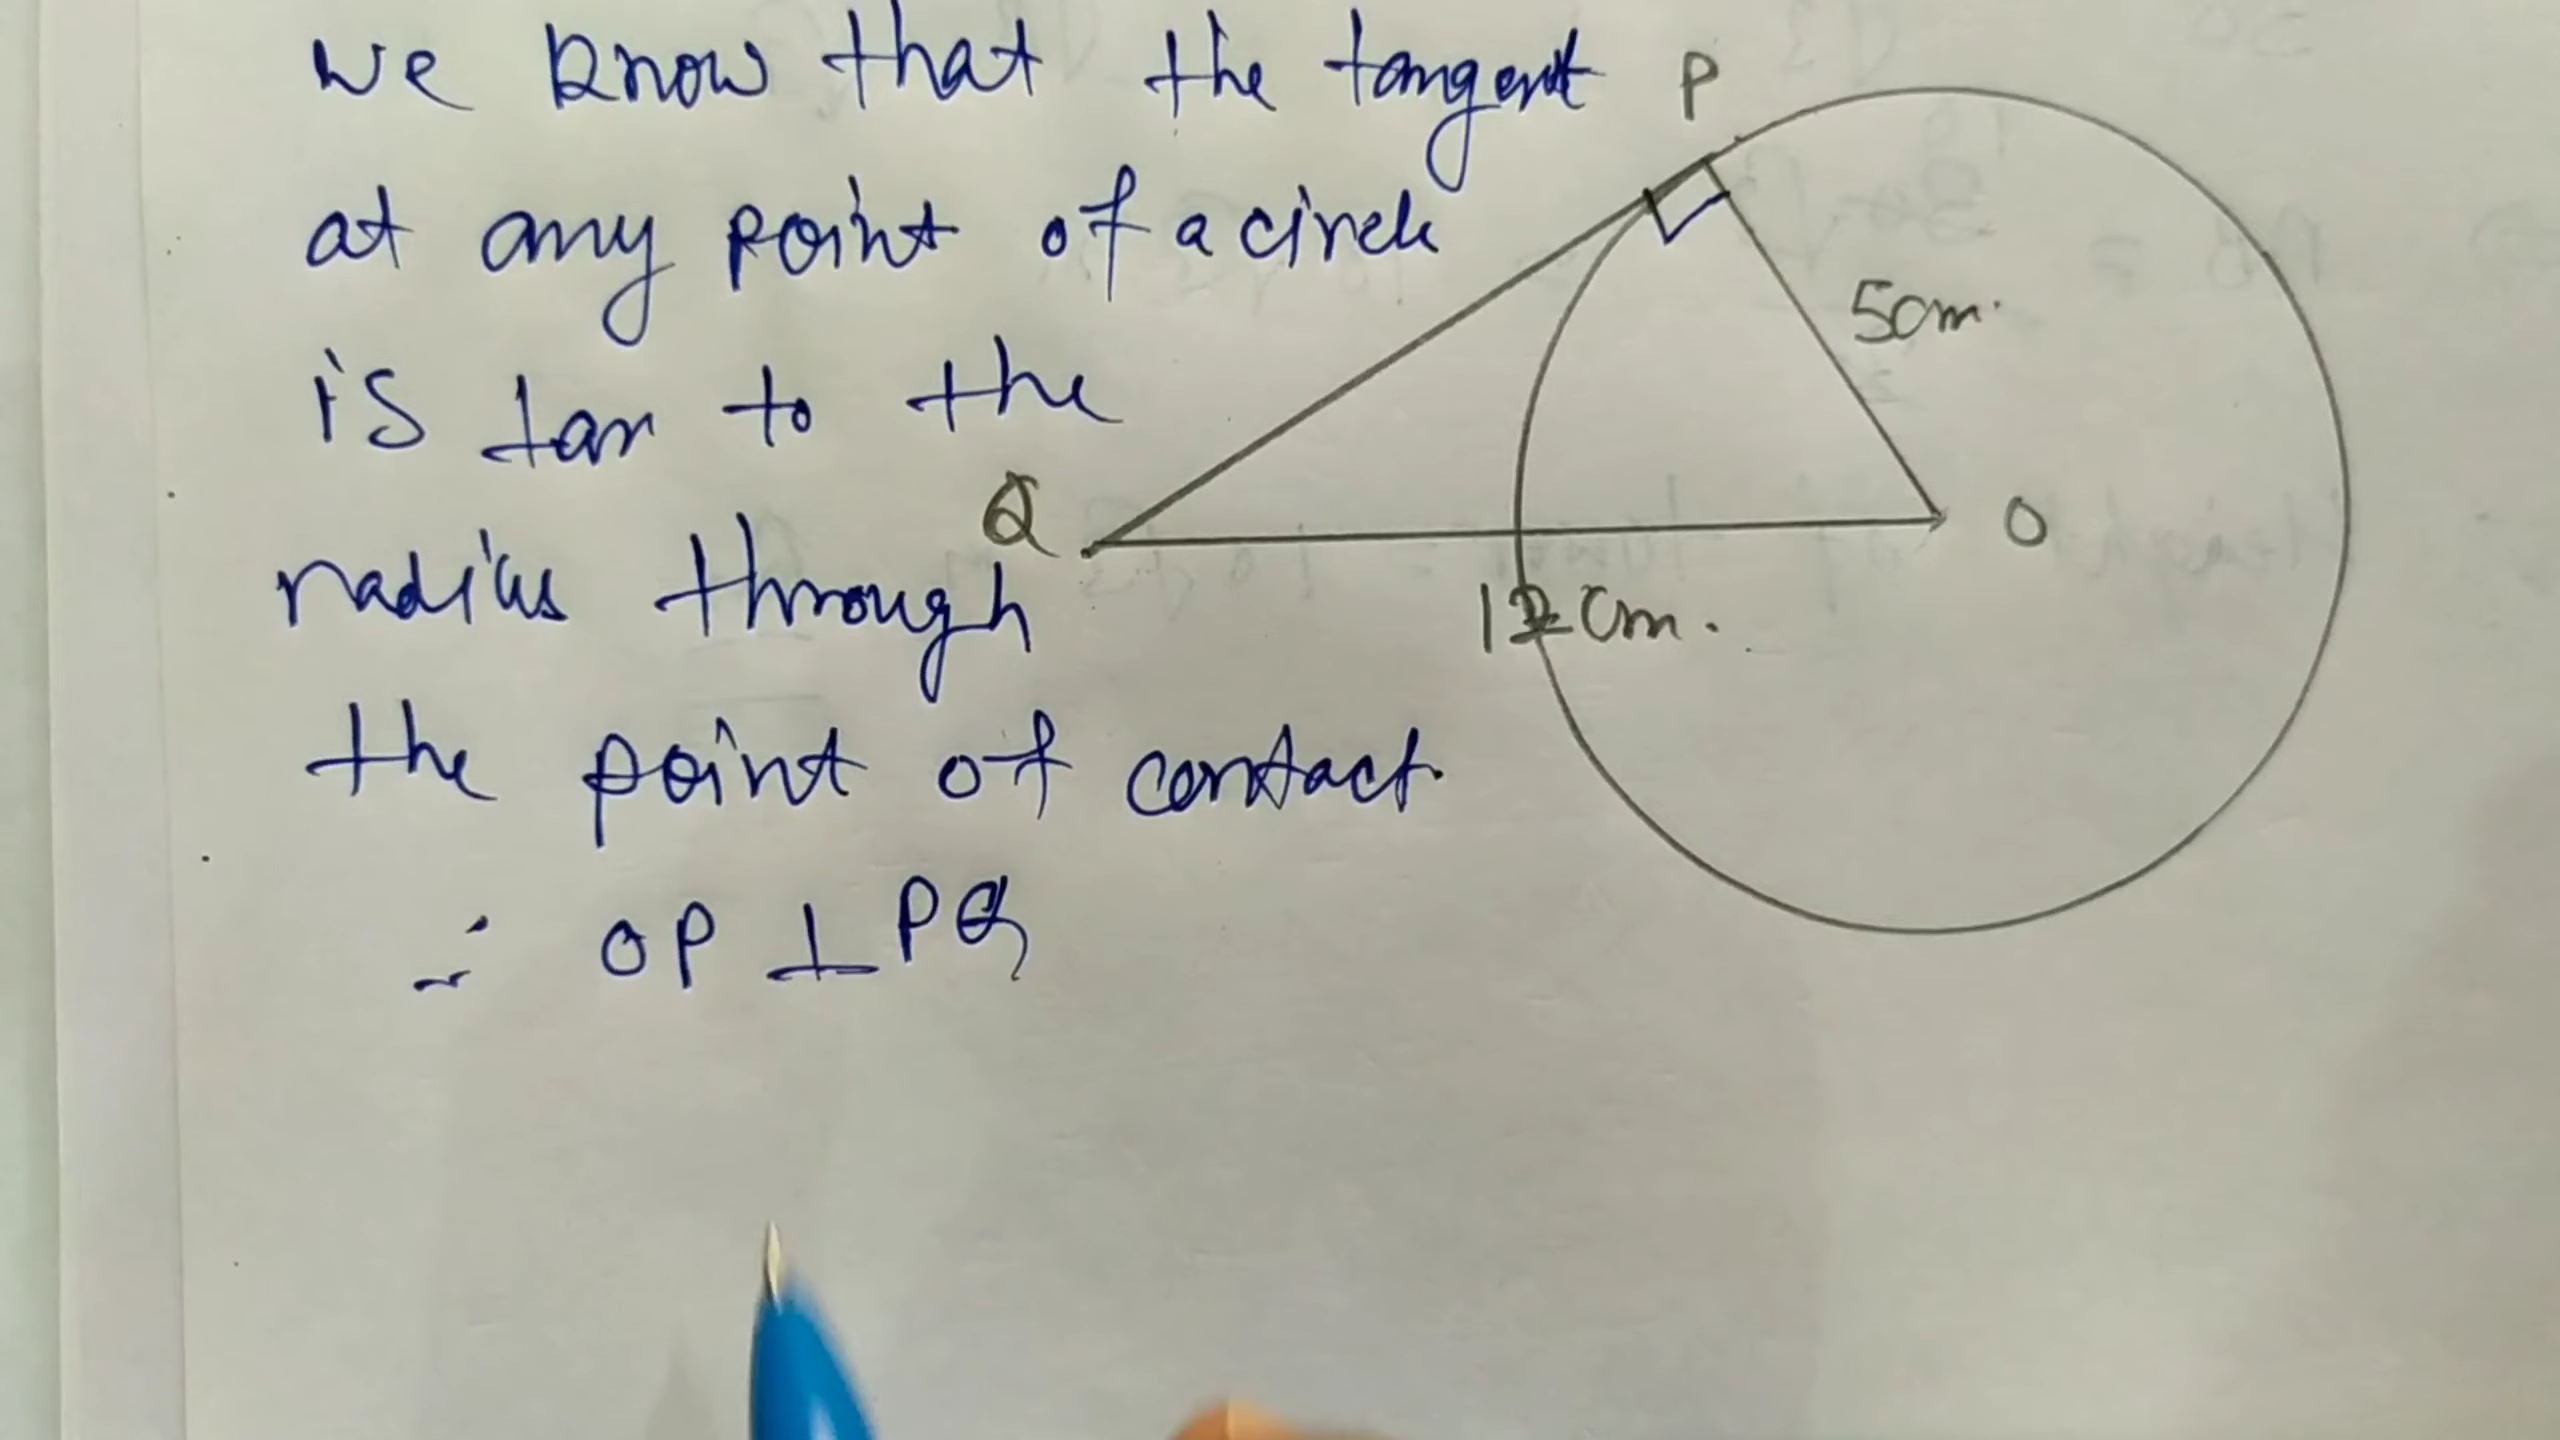 we know that the tangent
at any point of a circle
is ⊥ar to the
radius through
the point of contact.
∴ OP ⊥ PQ
P
5cm.
Q
O
12cm.